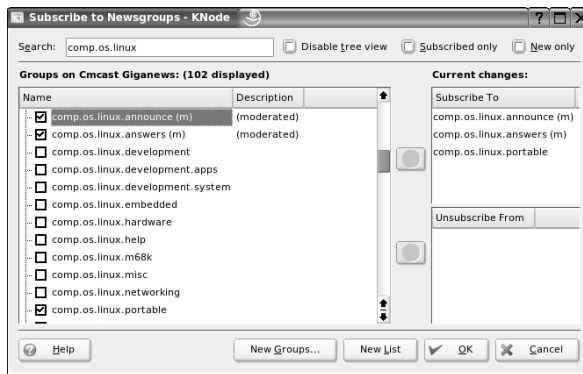 Subscribe to Newsgroups - KNode
Search: comp.os.linux Disable tree view Subscribed only New only
Groups on Cmcast Giganews: (102 displayed) Current changes:
Name Description Subscribe To
comp.os.linux.announce (m) (moderated) comp.os.linux.announce (m)
comp.os.linux.answers (m) (moderated) comp.os.linux.answers (m)
comp.os.linux.development comp.os.linux.portable
comp.os.linux.development.apps
comp.os.linux.development.system
comp.os.linux.embedded
comp.os.linux.hardware Unsubscribe From
comp.os.linux.help
comp.os.linux.m68k
comp.os.linux.misc
comp.os.linux.networking
comp.os.linux.portable
Help New Groups... New List OK Cancel